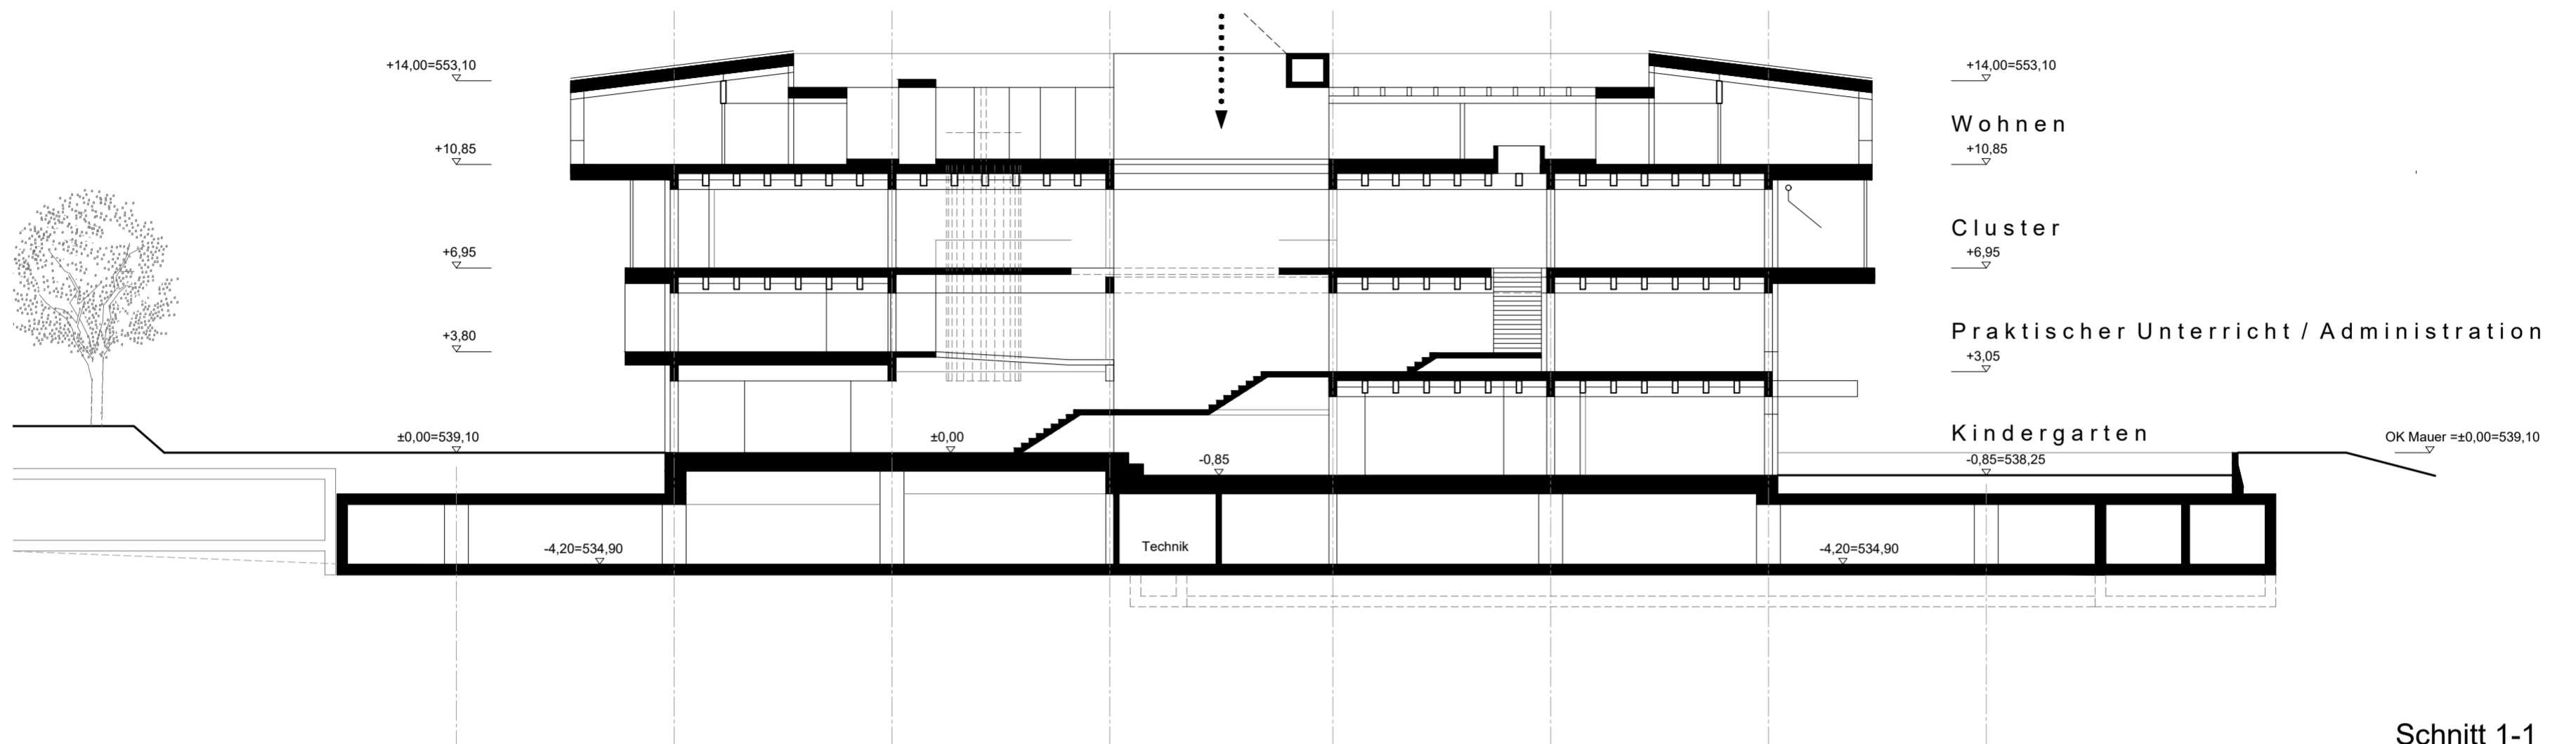 +14,00=553,10
+14,00=553,10
Wohnen
+10,85
+10,85
Cluster
+6,95
+6,95
Praktischer Unterricht / Administration
+3,80
+3,05
Kindergarten
±0,00=539,10
±0,00
OK Mauer =±0,00=539,10
-0,85
-0,85=538,25
Technik
-4,20=534,90
-4,20=534,90
Schnitt 1-1